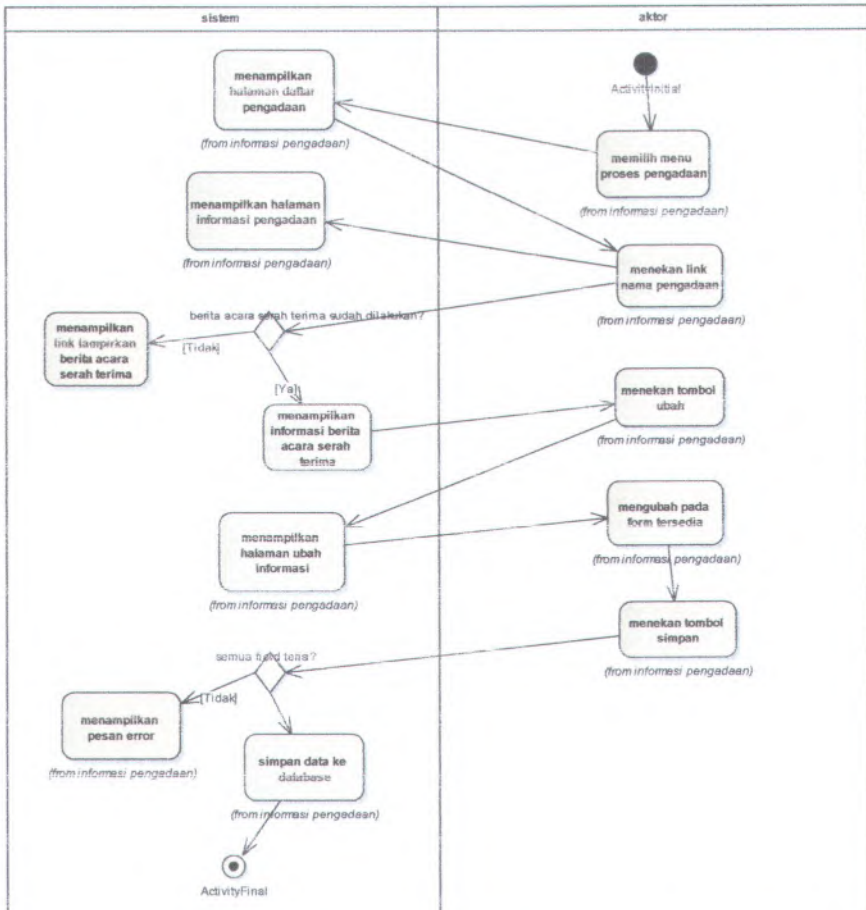 sistem
aktor
ActivityInitial
memilih menu
proses pengadaan
(from informasi pengadaan)
menampilkan
halaman daftar
pengadaan
(from informasi pengadaan)
menekan link
nama pengadaan
(from informasi pengadaan)
menampilkan halaman
informasi pengadaan
(from informasi pengadaan)
berita acara serah terima sudah dilakukan?
[Tidak]
menampilkan
link lampirkan
berita acara
serah terima
[Ya]
menampilkan
informasi berita
acara serah
terima
menekan tombol
ubah
(from informasi pengadaan)
menampilkan
halaman ubah
informasi
(from informasi pengadaan)
mengubah pada
form tersedia
(from informasi pengadaan)
menekan tombol
simpan
(from informasi pengadaan)
semua field
[Tidak]
menampilkan
pesan error
(from informasi pengadaan)
simpan data ke
database
(from informasi pengadaan)
ActivityFinal